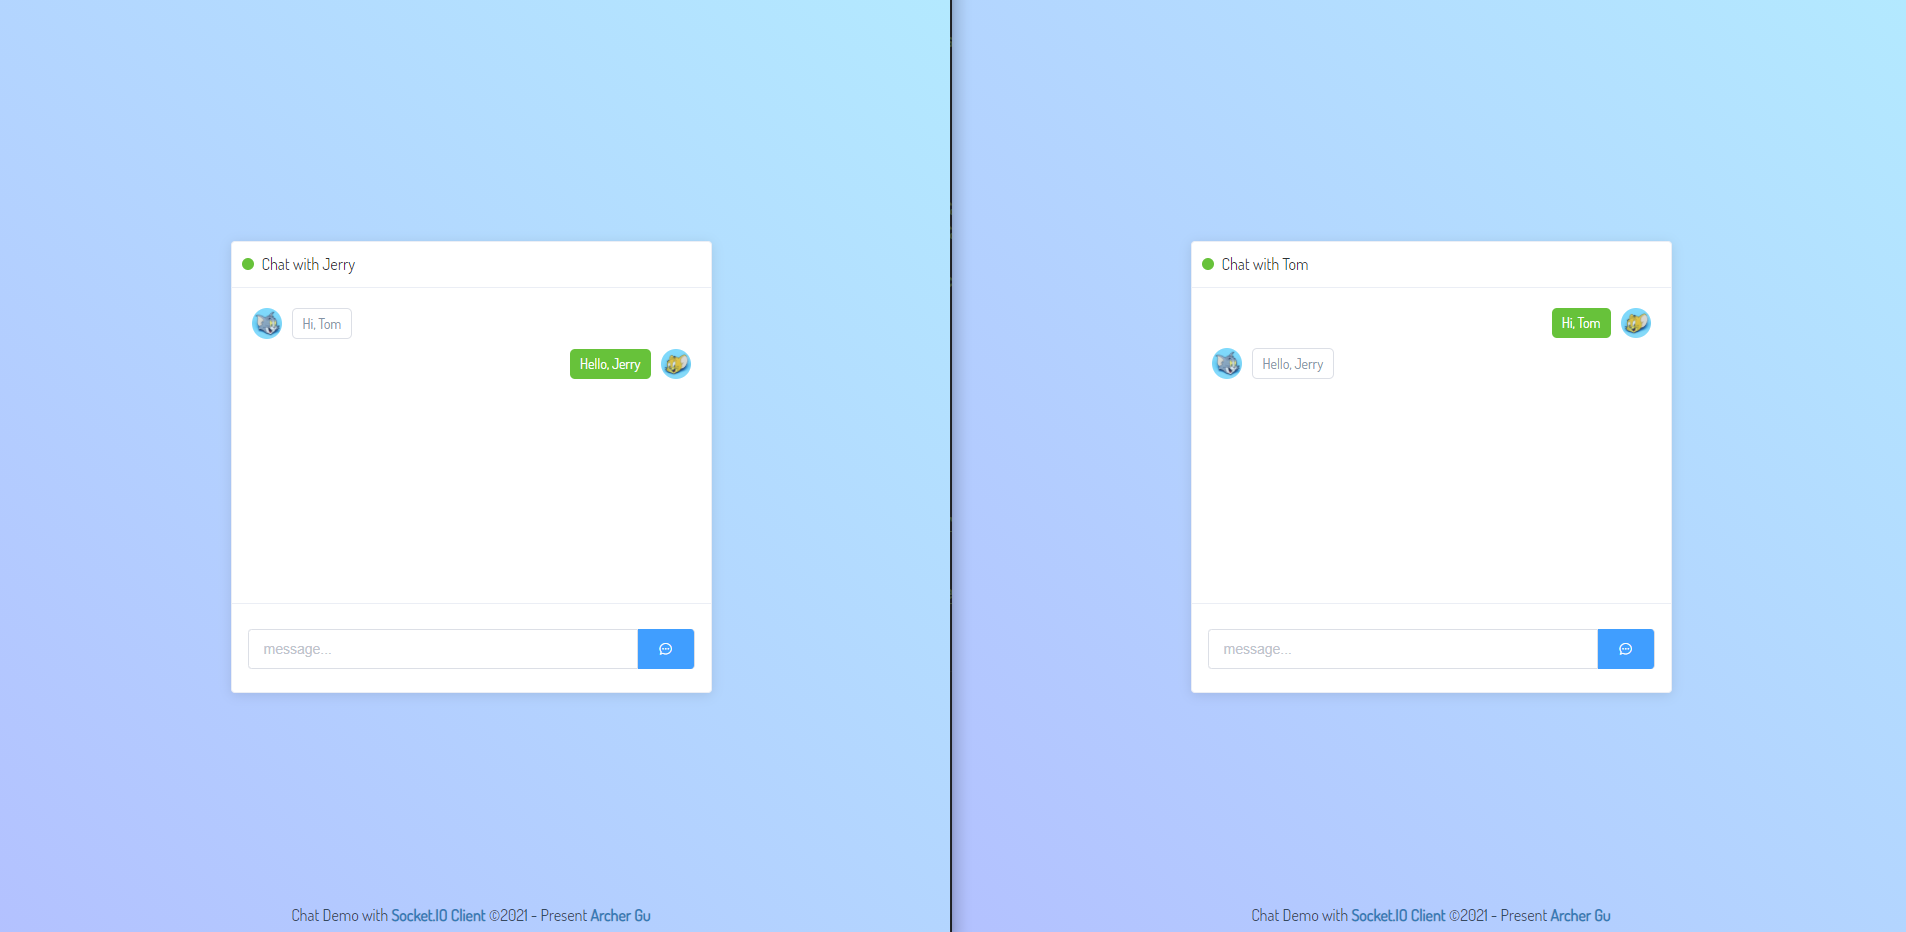 Chat with Jerry
Hi, Tom
Hello, Jerry
message...
Chat Demo with Socket.IO Client ©2021 - Present Archer Gu
Chat with Tom
Hi, Tom
Hello, Jerry
message...
Chat Demo with Socket.IO Client ©2021 - Present Archer Gu